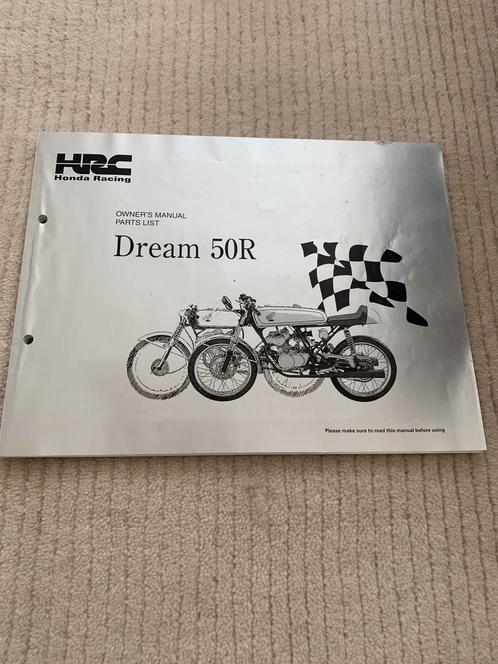 HRC
Honda Racing
OWNER'S MANUAL
PARTS LIST
Dream 50R
Please make sure to read this manual before using